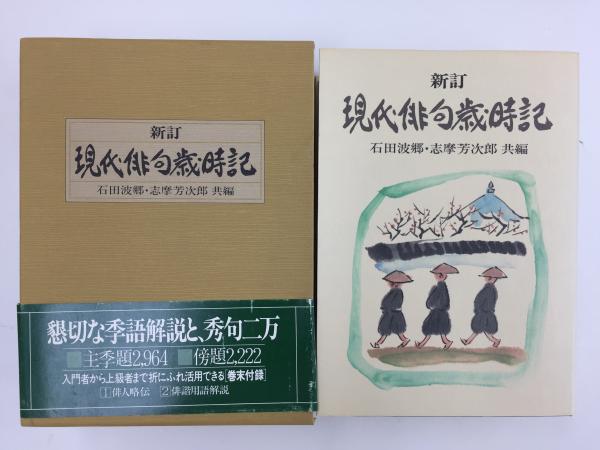 新訂
現代俳句歳時記
石田波郷・志摩芳次郎 共編
懇切な季語解説と、秀句二万
主季題2,964 傍題2,222
入門者から上級者まで折にふれ活用できる[巻末付録]
1俳人略伝 2俳諧用語解説
新訂
現代俳句歳時記
石田波郷・志摩芳次郎 共編